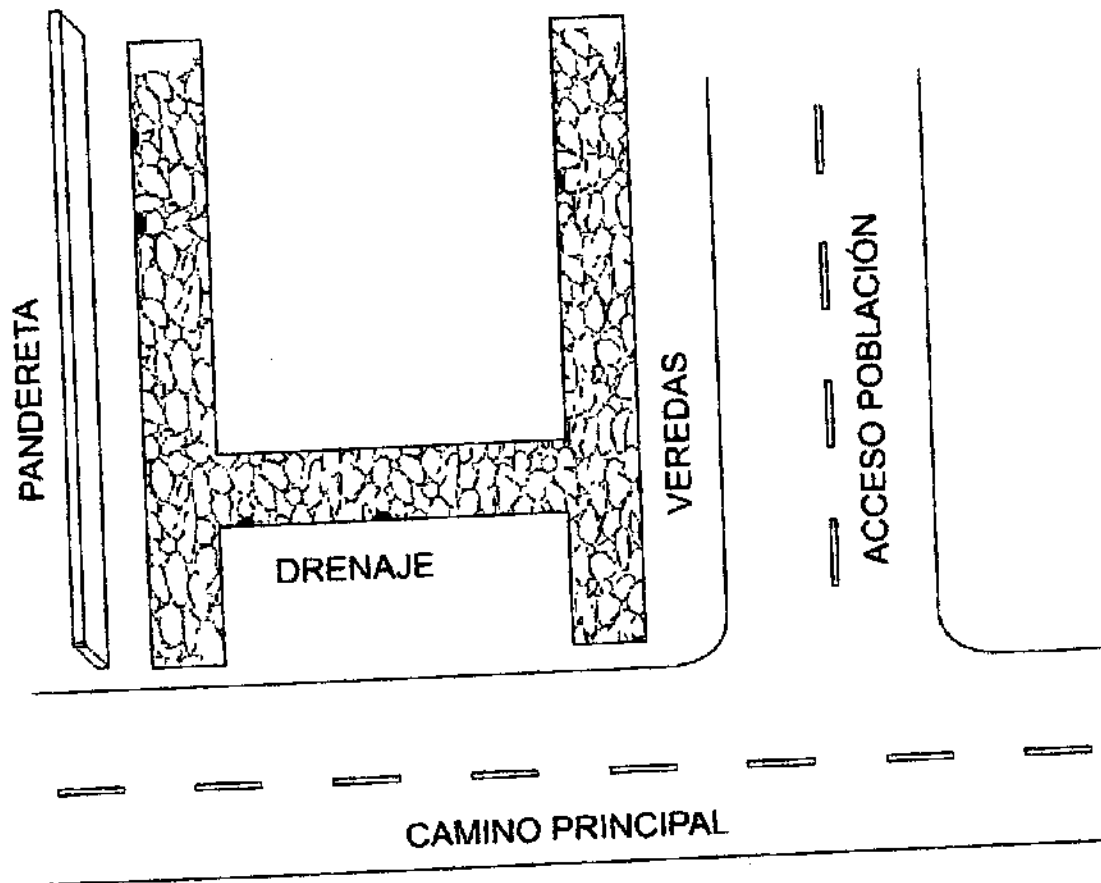 PANDERETA
DRENAJE
VEREDAS
ACCESO POBLACIÓN
CAMINO PRINCIPAL